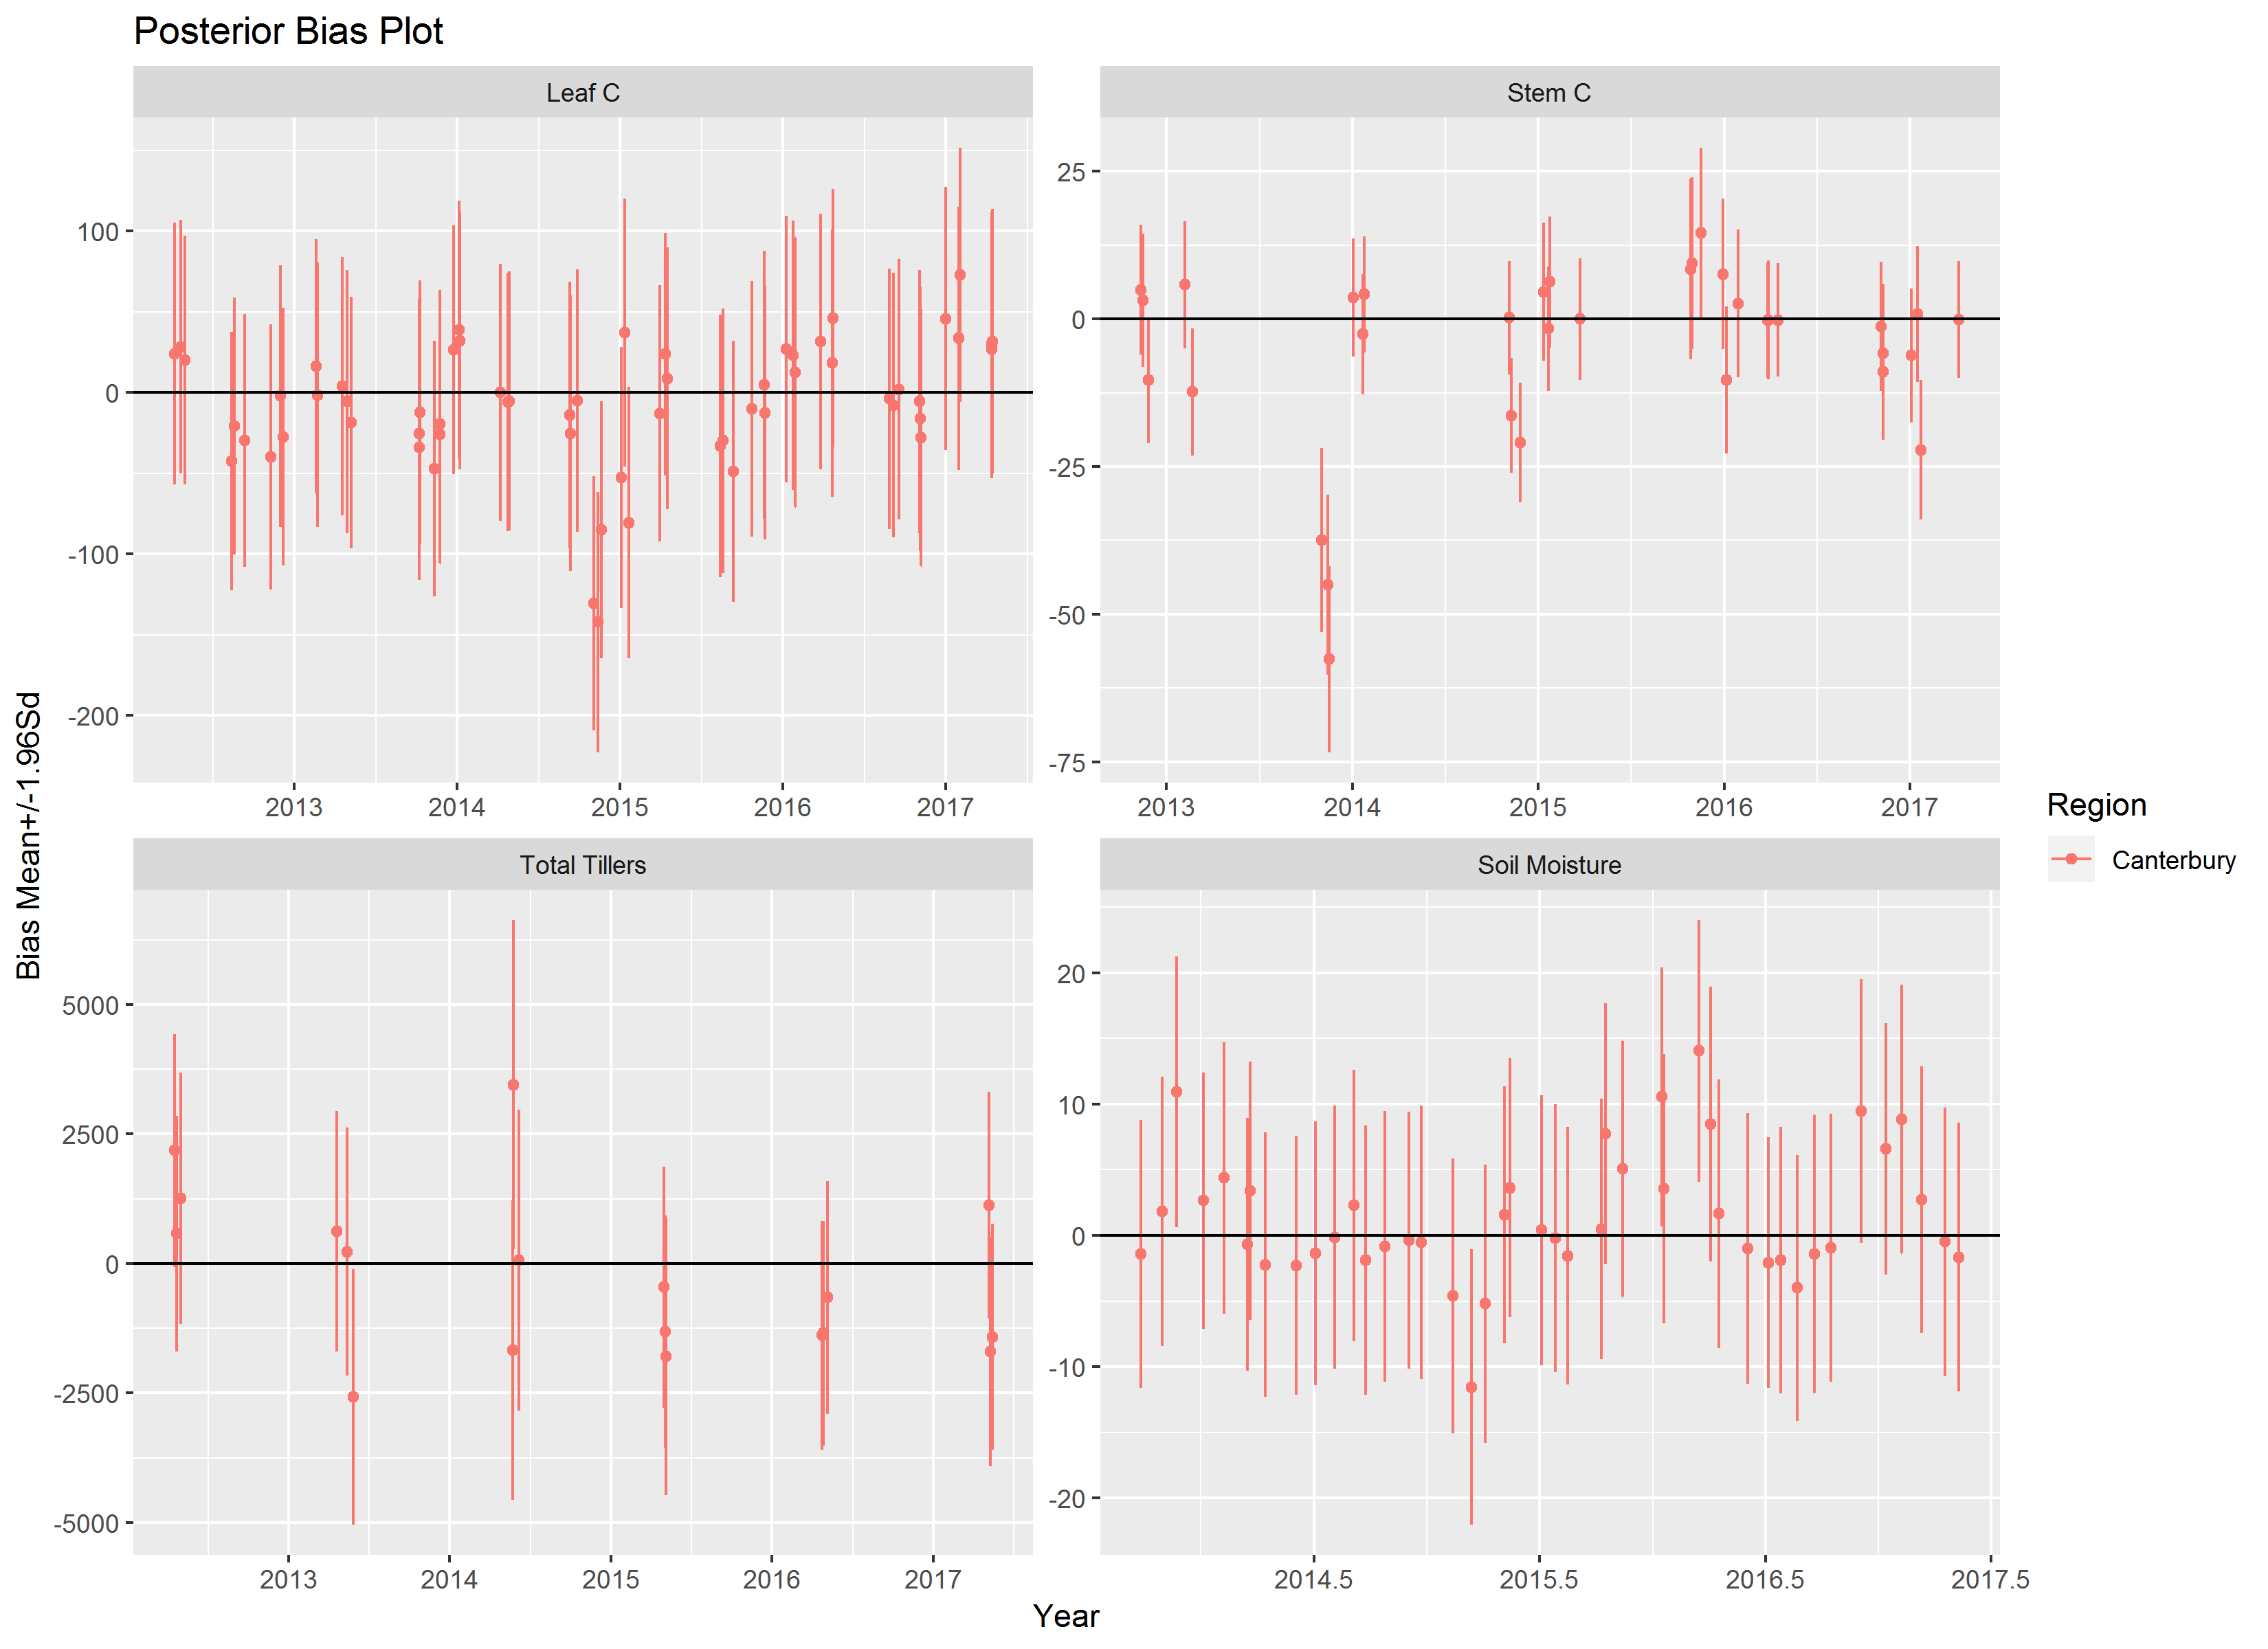 Posterior Bias Plot
Leaf C
Stem C
100
0
-100
-200
25
0
-25
-50
-75
2013 2014 2015 2016 2017
2013 2014 2015 2016 2017
Total Tillers
Soil Moisture
5000
2500
0
-2500
-5000
20
10
0
-10
-20
2013 2014 2015 2016 2017
2014.5 2015.5 2016.5 2017.5
Bias Mean+/-1.96Sd
Year
Region
Canterbury